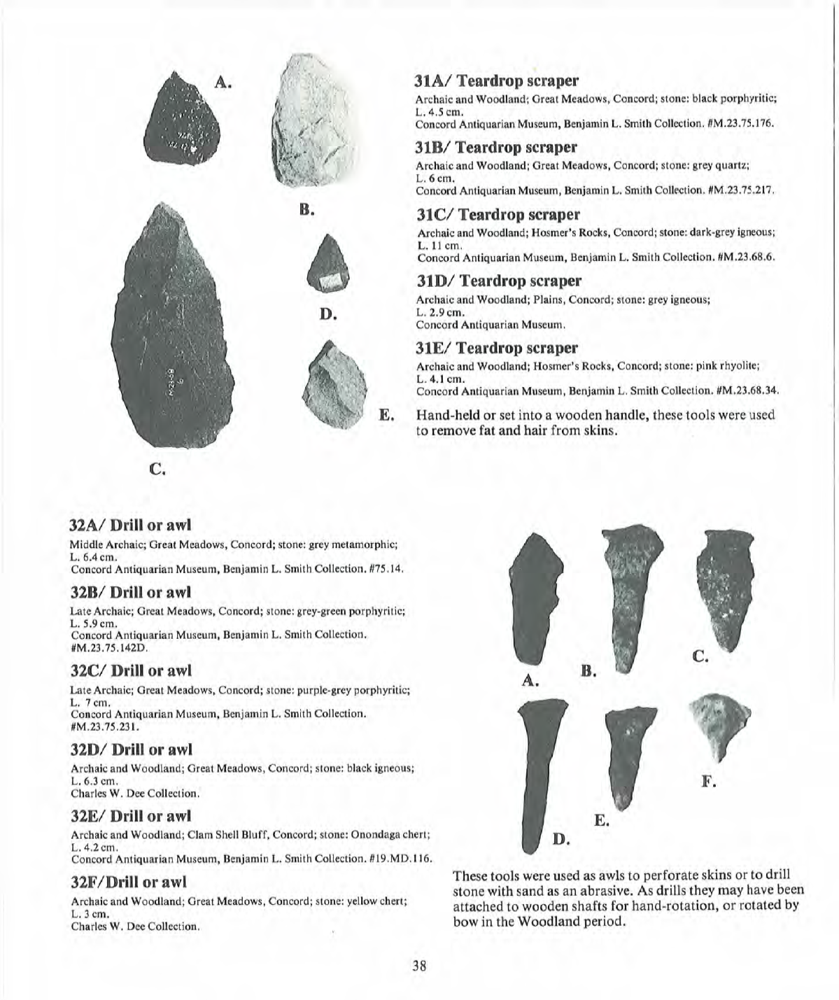 A.
B.
C.
D.
E.
31A/ Teardrop scraper
Archaic and Woodland; Great Meadows, Concord; stone: black porphyritic;
L. 4.5 cm.
Concord Antiquarian Museum, Benjamin L. Smith Collection. #M.23.75.176.
31B/ Teardrop scraper
Archaic and Woodland; Great Meadows, Concord; stone: grey quartz;
L. 6 cm.
Concord Antiquarian Museum, Benjamin L. Smith Collection. #M.23.75.217.
31C/ Teardrop scraper
Archaic and Woodland; Hosmer's Rocks, Concord; stone: dark-grey igneous;
L. 11 cm.
Concord Antiquarian Museum, Benjamin L. Smith Collection. #M.23.68.6.
31D/ Teardrop scraper
Archaic and Woodland; Plains, Concord; stone: grey igneous;
L. 2.9 cm.
Concord Antiquarian Museum.
31E/ Teardrop scraper
Archaic and Woodland; Hosmer's Rocks, Concord; stone: pink rhyolite;
L. 4.1 cm.
Concord Antiquarian Museum, Benjamin L. Smith Collection. #M.23.68.34.
Hand-held or set into a wooden handle, these tools were used
to remove fat and hair from skins.
M-23-68
6
32A/ Drill or awl
Middle Archaic; Great Meadows, Concord; stone: grey metamorphic;
L. 6.4 cm.
Concord Antiquarian Museum, Benjamin L. Smith Collection. #75.14.
32B/ Drill or awl
Late Archaic; Great Meadows, Concord; stone: grey-green porphyritic;
L. 5.9 cm.
Concord Antiquarian Museum, Benjamin L. Smith Collection.
#M.23.75.142D.
32C/ Drill or awl
Late Archaic; Great Meadows, Concord; stone: purple-grey porphyritic;
L. 7 cm.
Concord Antiquarian Museum, Benjamin L. Smith Collection.
#M.23.75.231.
32D/ Drill or awl
Archaic and Woodland; Great Meadows, Concord; stone: black igneous;
L. 6.3 cm.
Charles W. Dee Collection.
32E/ Drill or awl
Archaic and Woodland; Clam Shell Bluff, Concord; stone: Onondaga chert;
L. 4.2 cm.
Concord Antiquarian Museum, Benjamin L. Smith Collection. #19.MD.116.
32F/Drill or awl
Archaic and Woodland; Great Meadows, Concord; stone: yellow chert;
L. 3 cm.
Charles W. Dee Collection.
A.
B.
C.
D.
E.
F.
These tools were used as awls to perforate skins or to drill
stone with sand as an abrasive. As drills they may have been
attached to wooden shafts for hand-rotation, or rotated by
bow in the Woodland period.
38